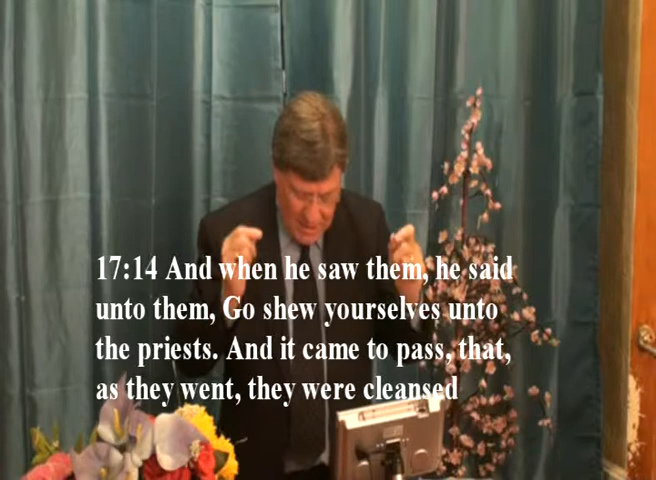 17:14 And when he saw them, he said
unto them, Go shew yourselves unto
the priests. And it came to pass, that,
as they went, they were cleansed